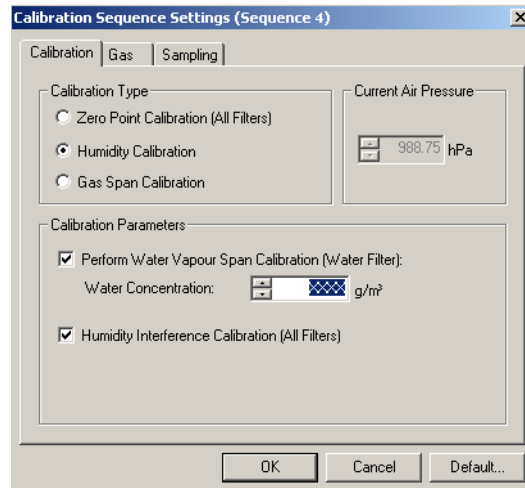 Calibration Sequence Settings (Sequence 4)
Calibration Gas Sampling
Calibration Type
Zero Point Calibration (All Filters)
Humidity Calibration
Gas Span Calibration
Current Air Pressure
988.75 hPa
Calibration Parameters
Perform Water Vapour Span Calibration (Water Filter):
Water Concentration: XXXX g/m³
Humidity Interference Calibration (All Filters)
OK Cancel Default...